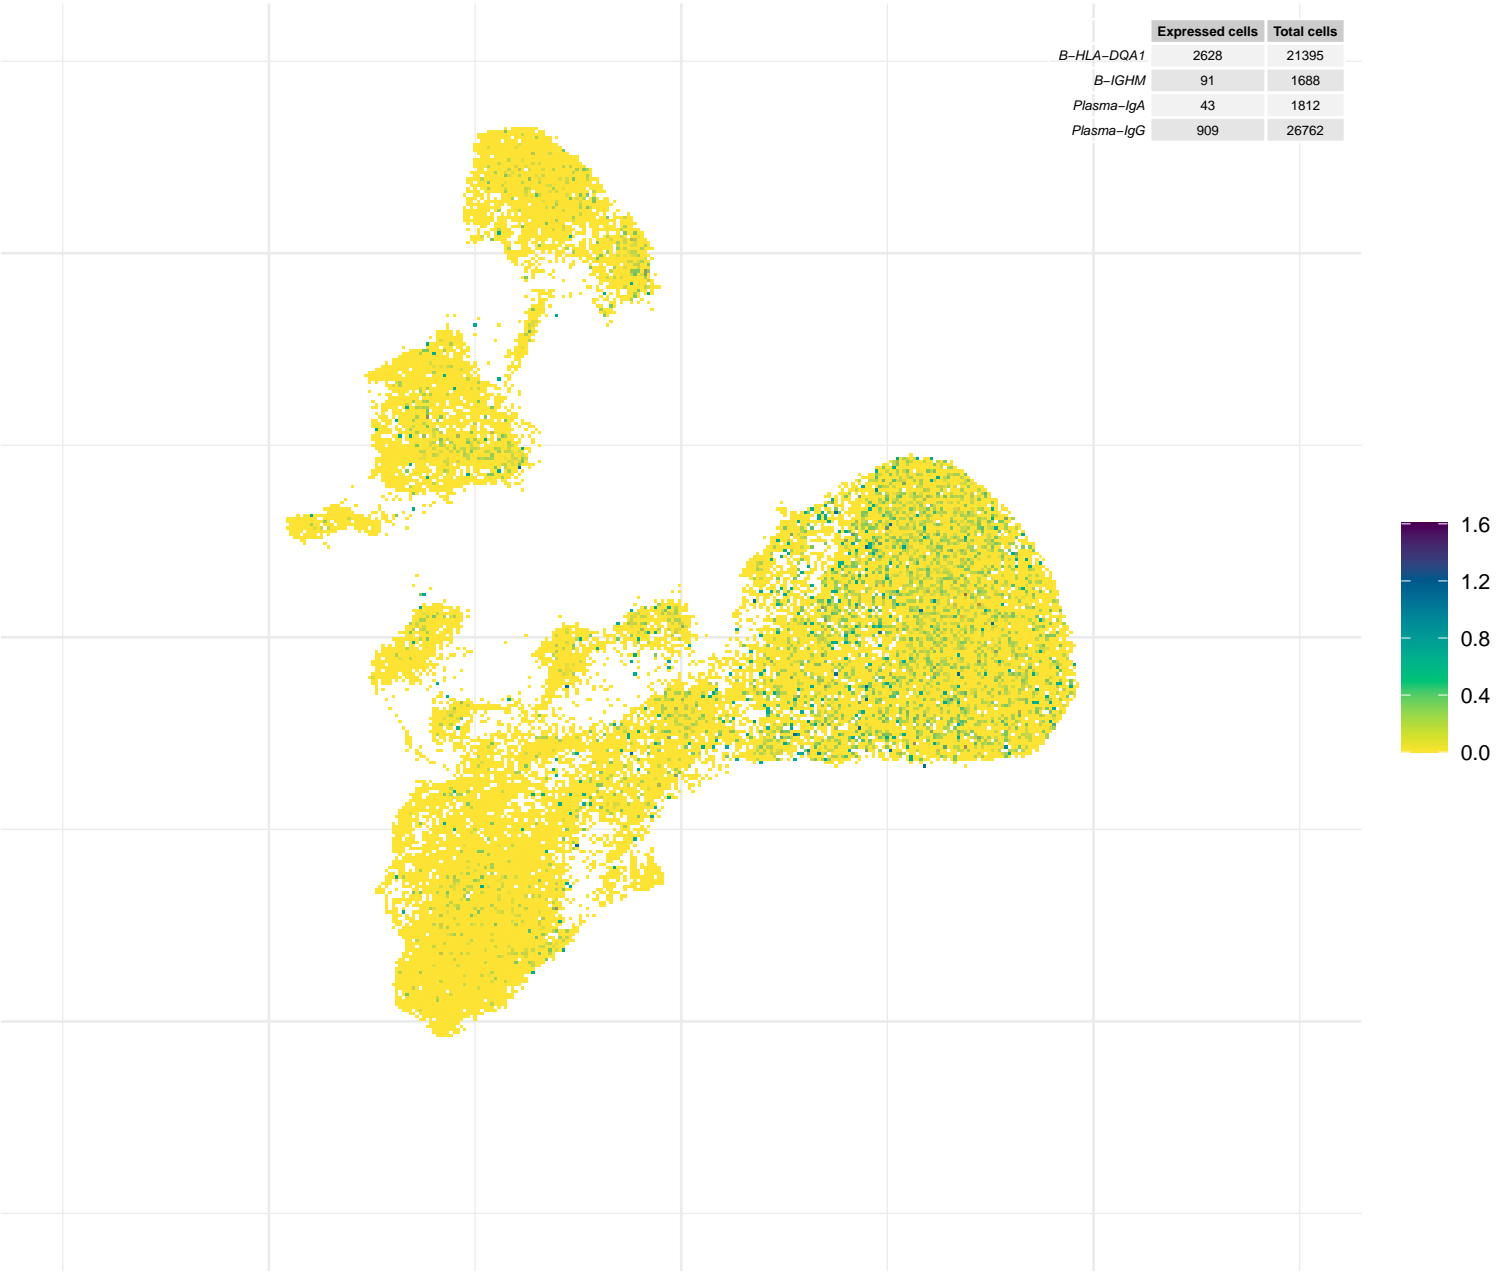 Expressed cells Total cells
B−HLA−DQA1 2628 21395
B−IGHM 91 1688
Plasma−IgA 43 1812
Plasma−IgG 909 26762
1.6
1.2
0.8
0.4
0.0